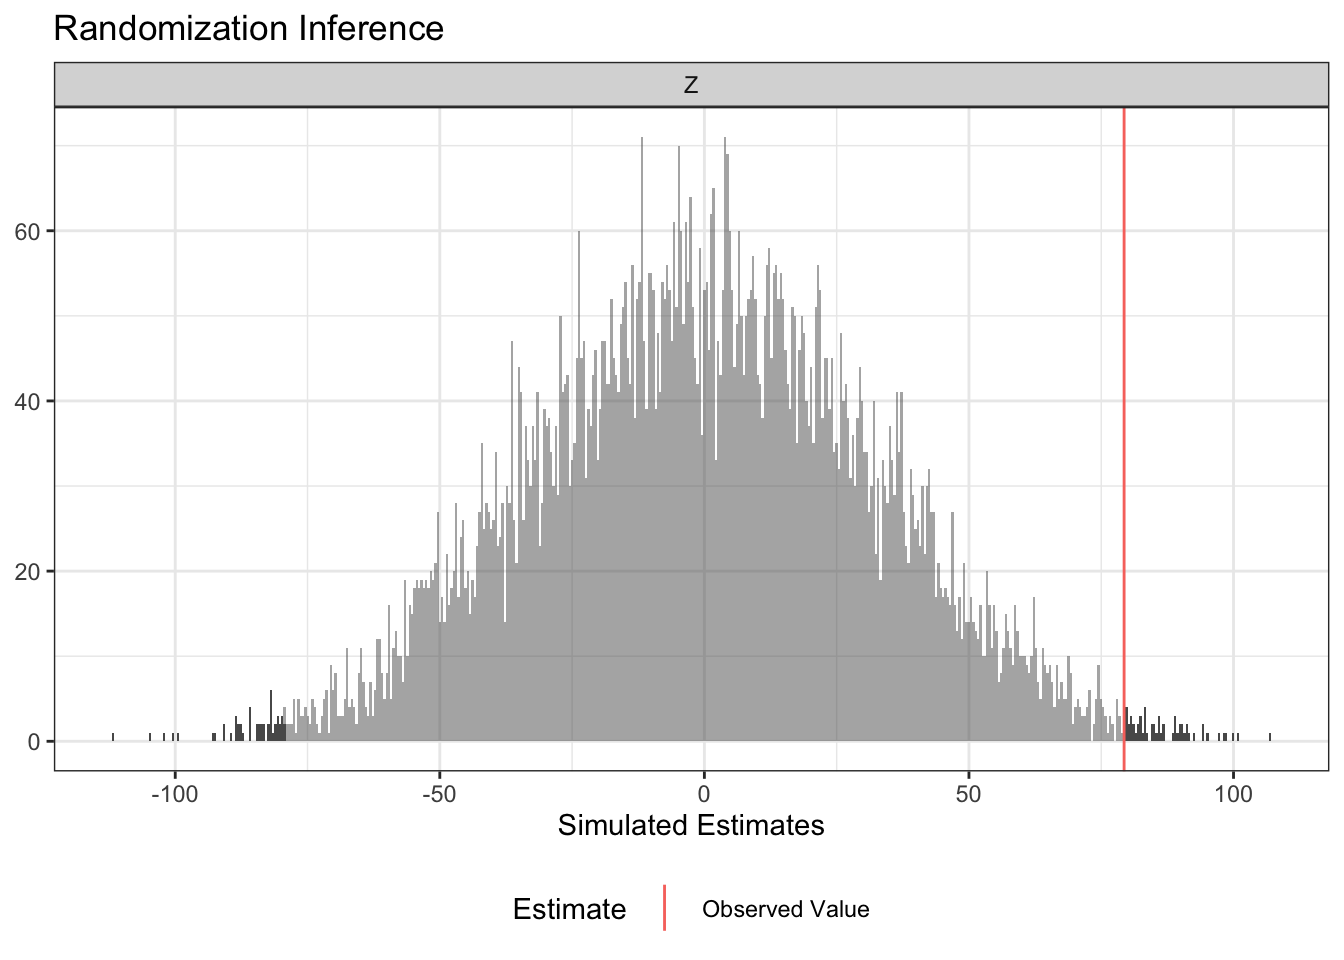 Randomization Inference
Z
60
40
20
0
-100 -50 0 50 100
Simulated Estimates
Estimate Observed Value